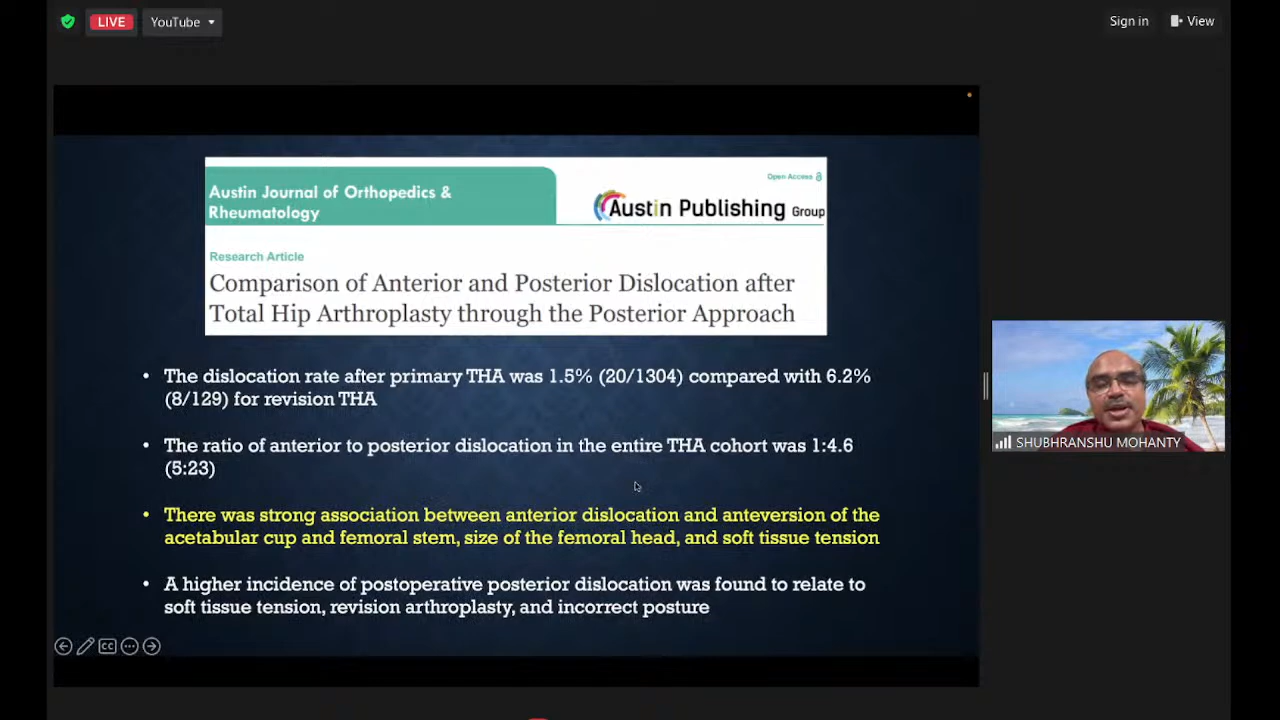 LIVE
YouTube
Sign in
View
Austin Journal of Orthopedics &
Rheumatology
Open Access
Austin Publishing Group
Research Article
Comparison of Anterior and Posterior Dislocation after
Total Hip Arthroplasty through the Posterior Approach
• The dislocation rate after primary THA was 1.5% (20/1304) compared with 6.2%
(8/129) for revision THA
• The ratio of anterior to posterior dislocation in the entire THA cohort was 1:4.6
(5:23)
• There was strong association between anterior dislocation and anteversion of the
acetabular cup and femoral stem, size of the femoral head, and soft tissue tension
• A higher incidence of postoperative posterior dislocation was found to relate to
soft tissue tension, revision arthroplasty, and incorrect posture
CC
SHUBHRANSHU MOHANTY